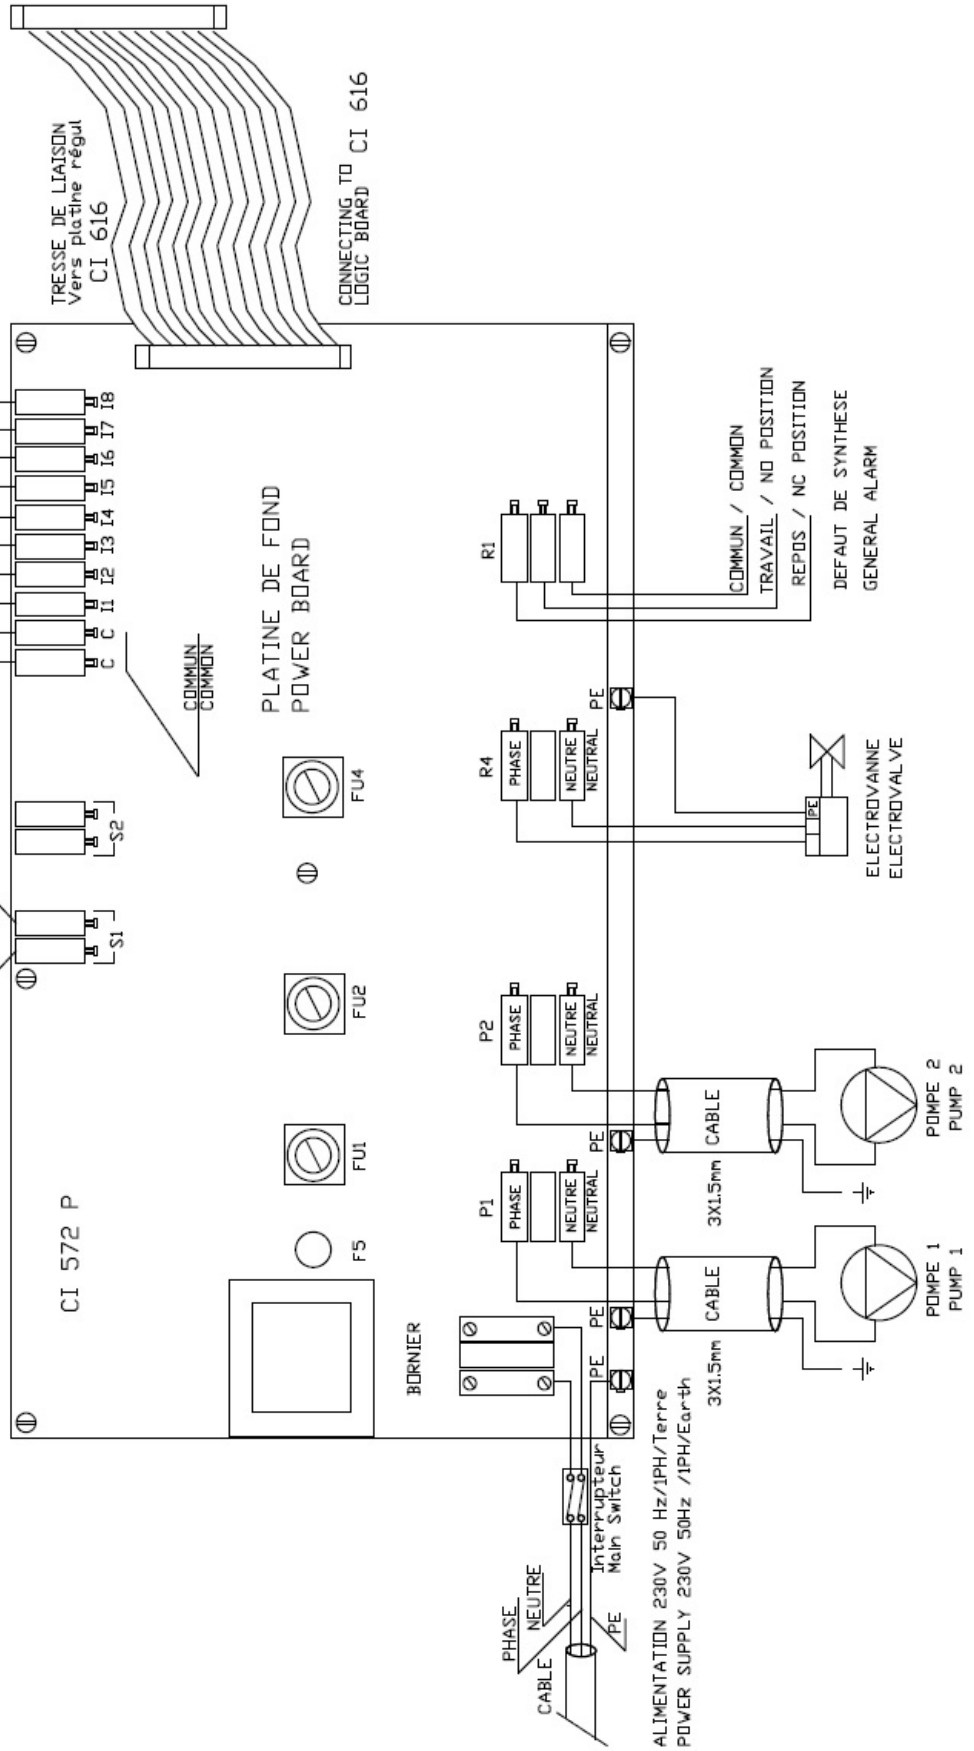 TRESSE DE LIAISON
Vers platine régul
CI 616
CONNECTING TO
LOGIC BOARD CI 616
CI 572 P
S1
S2
C
C
I1
I2
I3
I4
I5
I6
I7
I8
COMMUN
COMMON
PLATINE DE FOND
POWER BOARD
F5
FU1
FU2
FU4
BORNIER
P1
PHASE
NEUTRE
NEUTRAL
P2
PHASE
NEUTRE
NEUTRAL
R4
PHASE
NEUTRE
NEUTRAL
R1
PE
PE
PE
PE
PHASE
NEUTRE
CABLE
PE
Interrupteur
Main Switch
ALIMENTATION 230V 50 Hz/1PH/Terre
POWER SUPPLY 230V 50Hz /1PH/Earth
3X1.5mm
CABLE
POMPE 1
PUMP 1
3X1.5mm
CABLE
POMPE 2
PUMP 2
PE
ELECTROVANNE
ELECTROVALVE
COMMUN / COMMON
TRAVAIL / NO POSITION
REPOS / NC POSITION
DEFAUT DE SYNTHESE
GENERAL ALARM